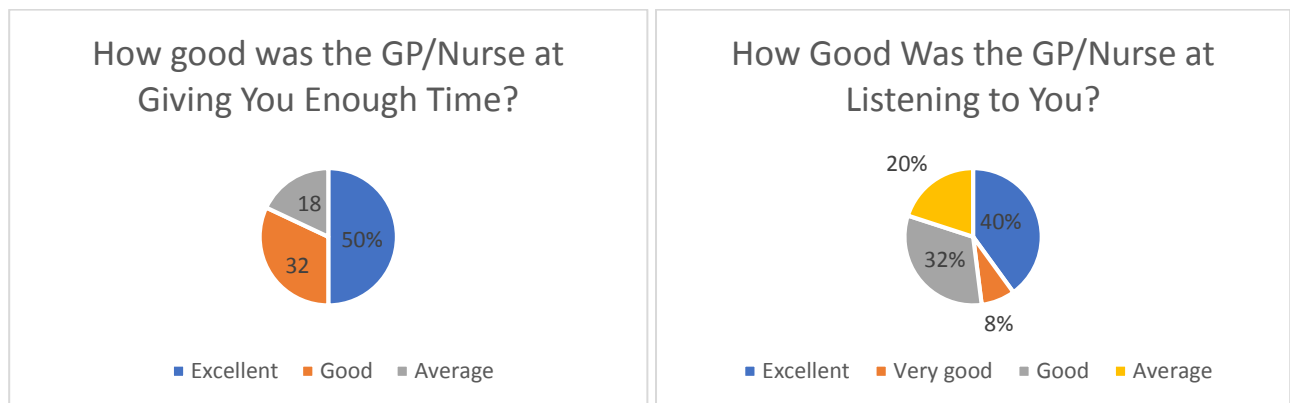 How good was the GP/Nurse at
Giving You Enough Time?
18
50%
32
Excellent Good Average
How Good Was the GP/Nurse at
Listening to You?
20%
40%
32%
8%
Excellent Very good Good Average